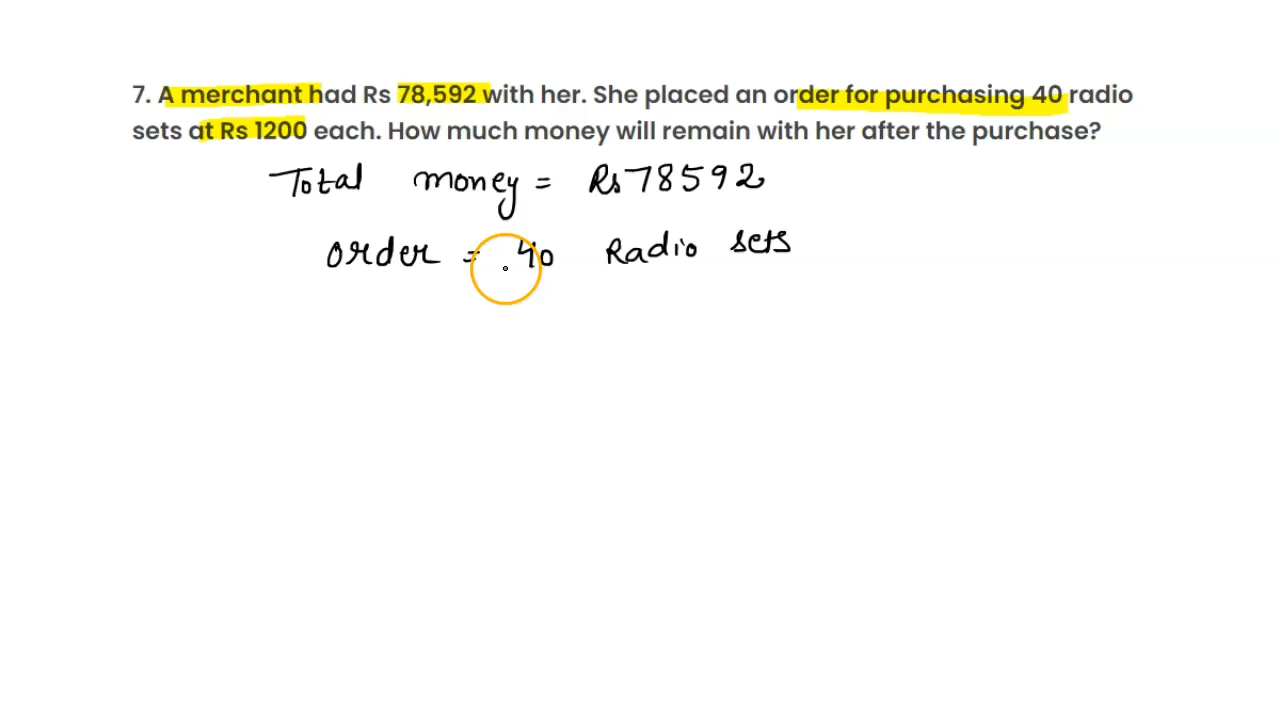 7. A merchant had Rs 78,592 with her. She placed an order for purchasing 40 radio
sets at Rs 1200 each. How much money will remain with her after the purchase?
Total money = Rs 78592
order = 40 Radio sets